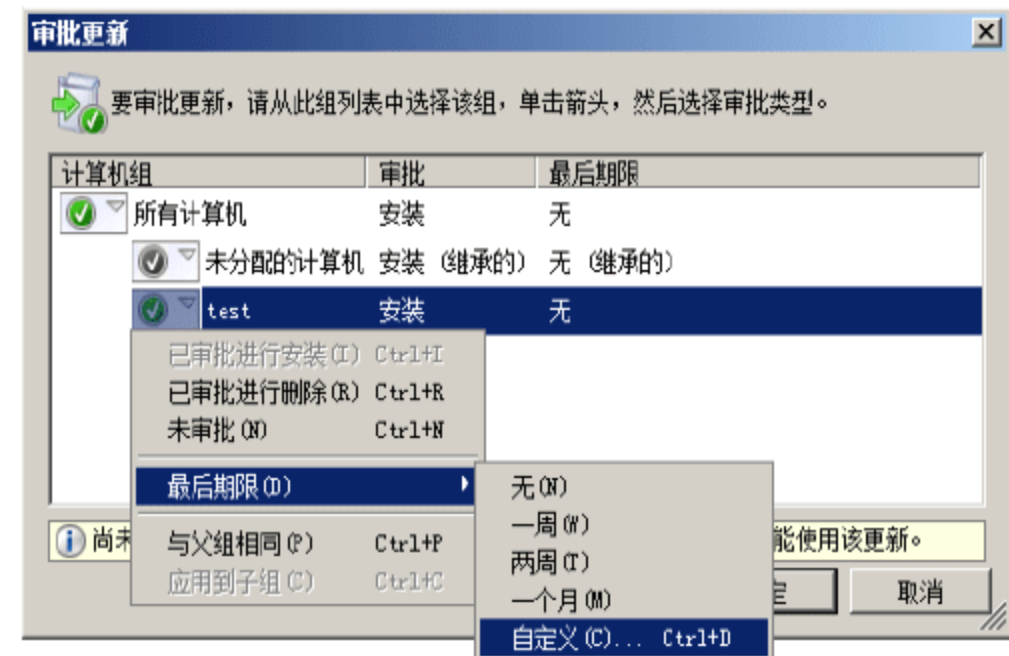 审批更新
要审批更新，请从此组列表中选择该组，单击箭头，然后选择审批类型。
计算机组 审批 最后期限
所有计算机 安装 无
未分配的计算机 安装 (继承的) 无 (继承的)
test 安装 无
已审批进行安装(I) Ctrl+I
已审批进行删除(R) Ctrl+R
未审批(N) Ctrl+N
最后期限(D)
与父组相同(P) Ctrl+P
应用到子组(C) Ctrl+C
无(N)
一周(W)
两周(T)
一个月(M)
自定义(C)... Ctrl+D
尚未
能使用该更新。
取消